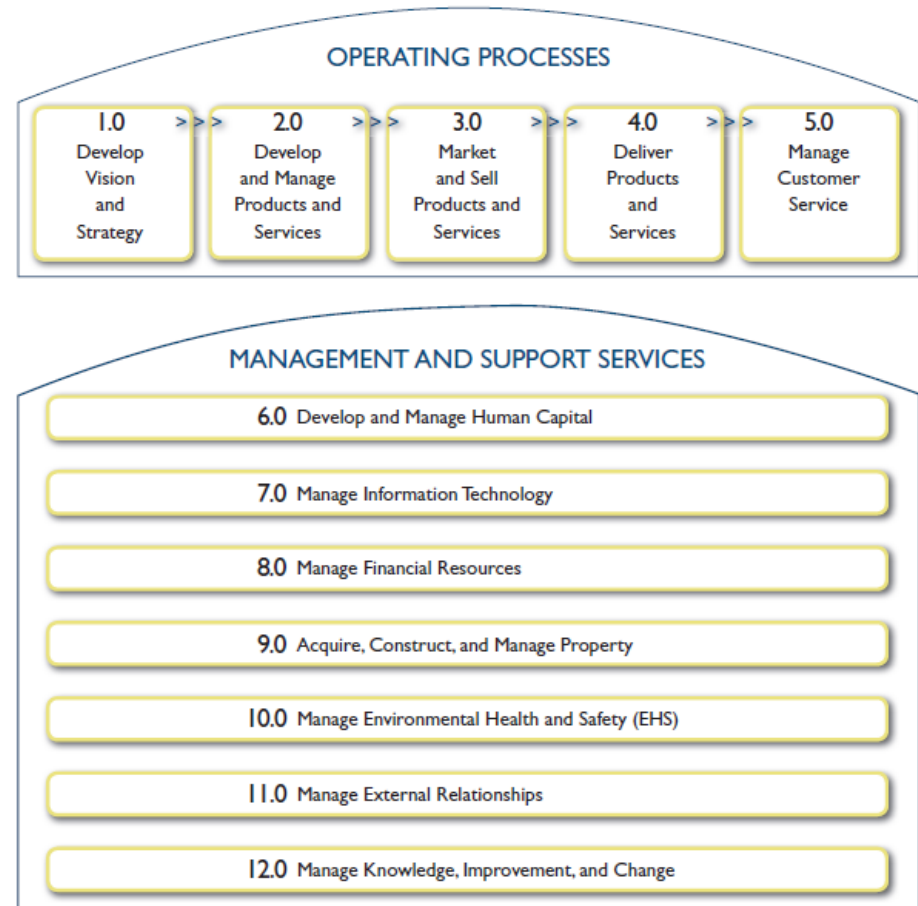 OPERATING PROCESSES
1.0 >>> 2.0 >>> 3.0 >>> 4.0 >>> 5.0
Develop
Vision
and
Strategy
Develop
and Manage
Products and
Services
Market
and Sell
Products and
Services
Deliver
Products
and
Services
Manage
Customer
Service
MANAGEMENT AND SUPPORT SERVICES
6.0 Develop and Manage Human Capital
7.0 Manage Information Technology
8.0 Manage Financial Resources
9.0 Acquire, Construct, and Manage Property
10.0 Manage Environmental Health and Safety (EHS)
11.0 Manage External Relationships
12.0 Manage Knowledge, Improvement, and Change